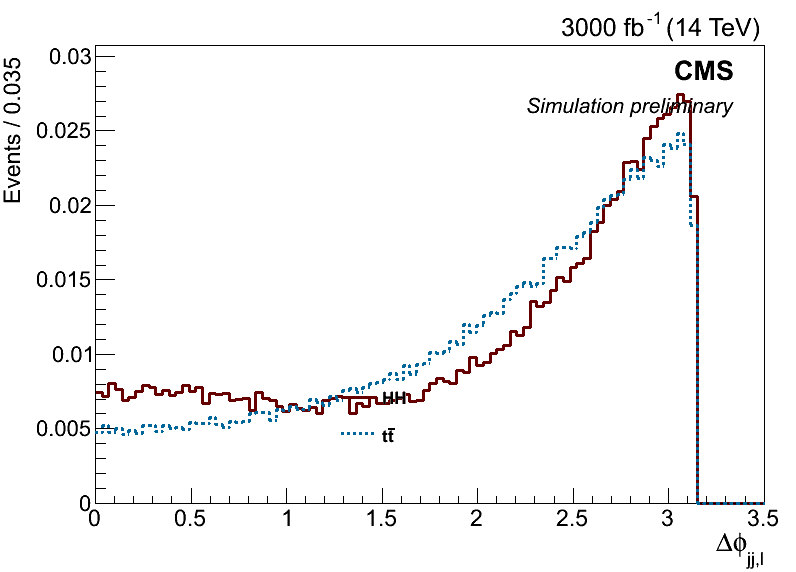 3000 fb⁻¹ (14 TeV)
CMS
Simulation preliminary
Events / 0.035
0.03
0.025
0.02
0.015
0.01
0.005
0
HH
tt̄
0 0.5 1 1.5 2 2.5 3 3.5
Δϕjj,l